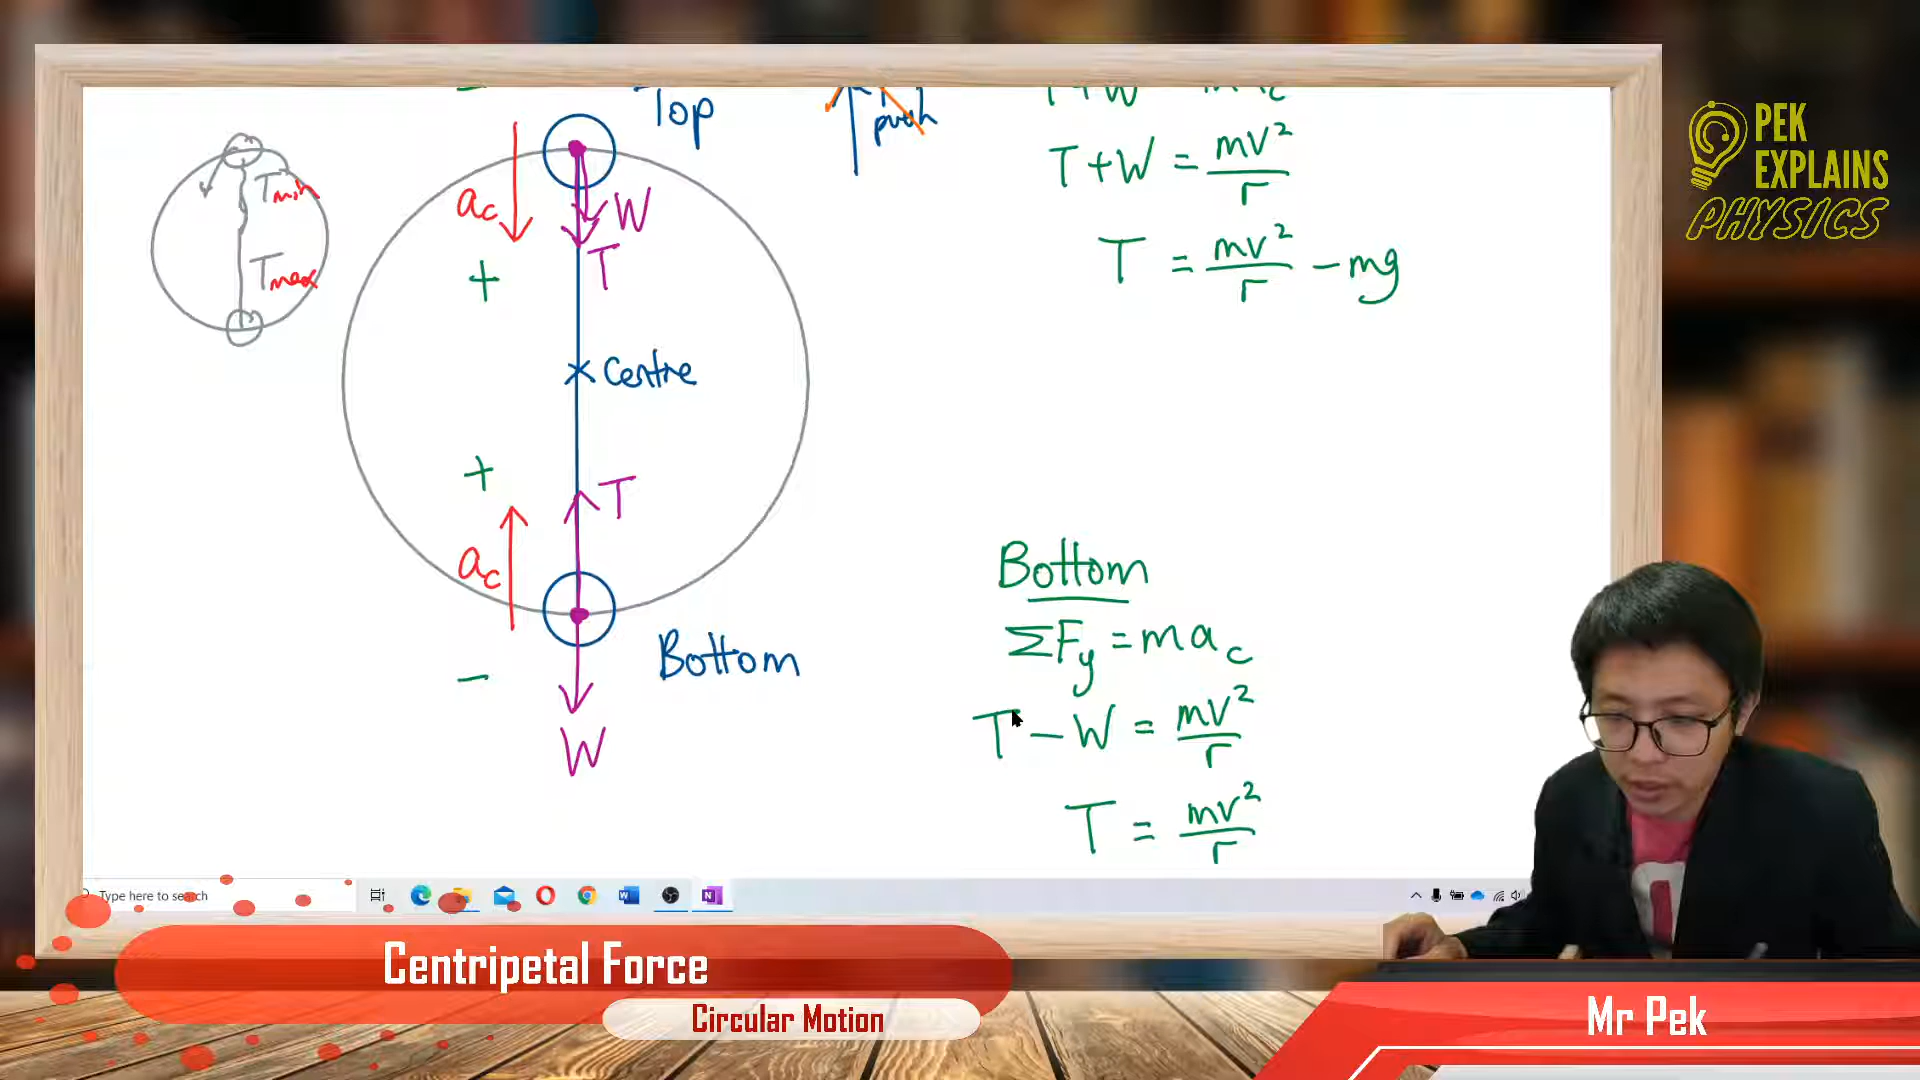 Top
push
T+W = mv²/r
T = mv²/r - mg
PEK
EXPLAINS
PHYSICS
Tmin
Tmax
ac
W
T
+
Centre
+
T
ac
-
Bottom
W
Bottom
ΣFy = mac
T - W = mv²/r
T = mv²/r
Type here to search
Centripetal Force
Circular Motion
Mr Pek